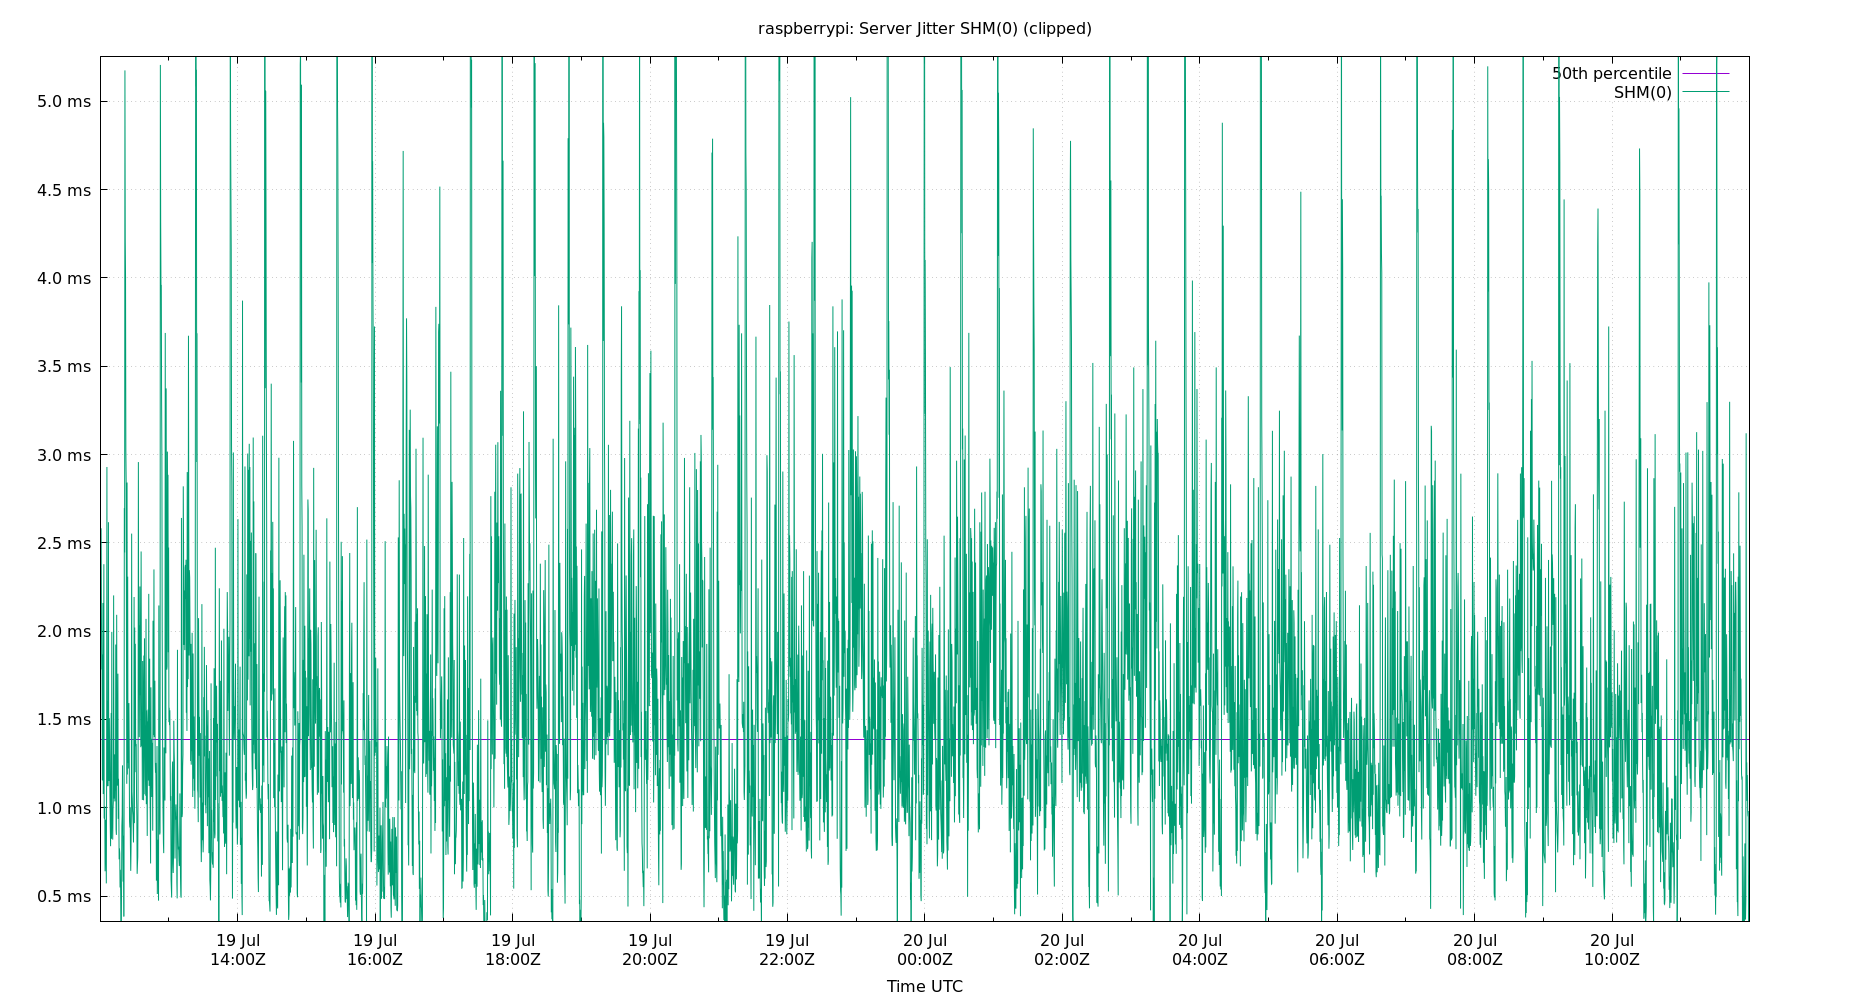 raspberrypi: Server Jitter SHM(0) (clipped)
50th percentile
SHM(0)
5.0 ms
4.5 ms
4.0 ms
3.5 ms
3.0 ms
2.5 ms
2.0 ms
1.5 ms
1.0 ms
0.5 ms
19 Jul 19 Jul 19 Jul 19 Jul 19 Jul 20 Jul 20 Jul 20 Jul 20 Jul 20 Jul 20 Jul
14:00Z 16:00Z 18:00Z 20:00Z 22:00Z 00:00Z 02:00Z 04:00Z 06:00Z 08:00Z 10:00Z
Time UTC